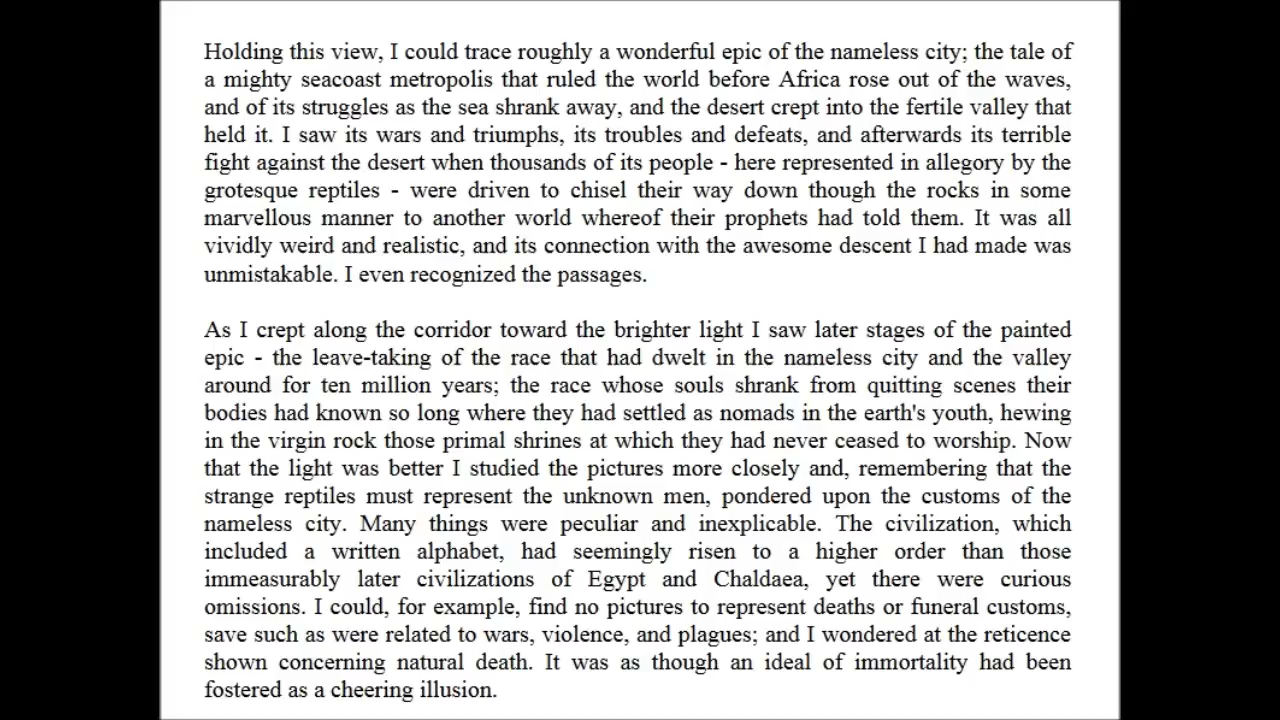 Holding this view, I could trace roughly a wonderful epic of the nameless city; the tale of
a mighty seacoast metropolis that ruled the world before Africa rose out of the waves,
and of its struggles as the sea shrank away, and the desert crept into the fertile valley that
held it. I saw its wars and triumphs, its troubles and defeats, and afterwards its terrible
fight against the desert when thousands of its people - here represented in allegory by the
grotesque reptiles - were driven to chisel their way down though the rocks in some
marvellous manner to another world whereof their prophets had told them. It was all
vividly weird and realistic, and its connection with the awesome descent I had made was
unmistakable. I even recognized the passages.

As I crept along the corridor toward the brighter light I saw later stages of the painted
epic - the leave-taking of the race that had dwelt in the nameless city and the valley
around for ten million years; the race whose souls shrank from quitting scenes their
bodies had known so long where they had settled as nomads in the earth's youth, hewing
in the virgin rock those primal shrines at which they had never ceased to worship. Now
that the light was better I studied the pictures more closely and, remembering that the
strange reptiles must represent the unknown men, pondered upon the customs of the
nameless city. Many things were peculiar and inexplicable. The civilization, which
included a written alphabet, had seemingly risen to a higher order than those
immeasurably later civilizations of Egypt and Chaldaea, yet there were curious
omissions. I could, for example, find no pictures to represent deaths or funeral customs,
save such as were related to wars, violence, and plagues; and I wondered at the reticence
shown concerning natural death. It was as though an ideal of immortality had been
fostered as a cheering illusion.